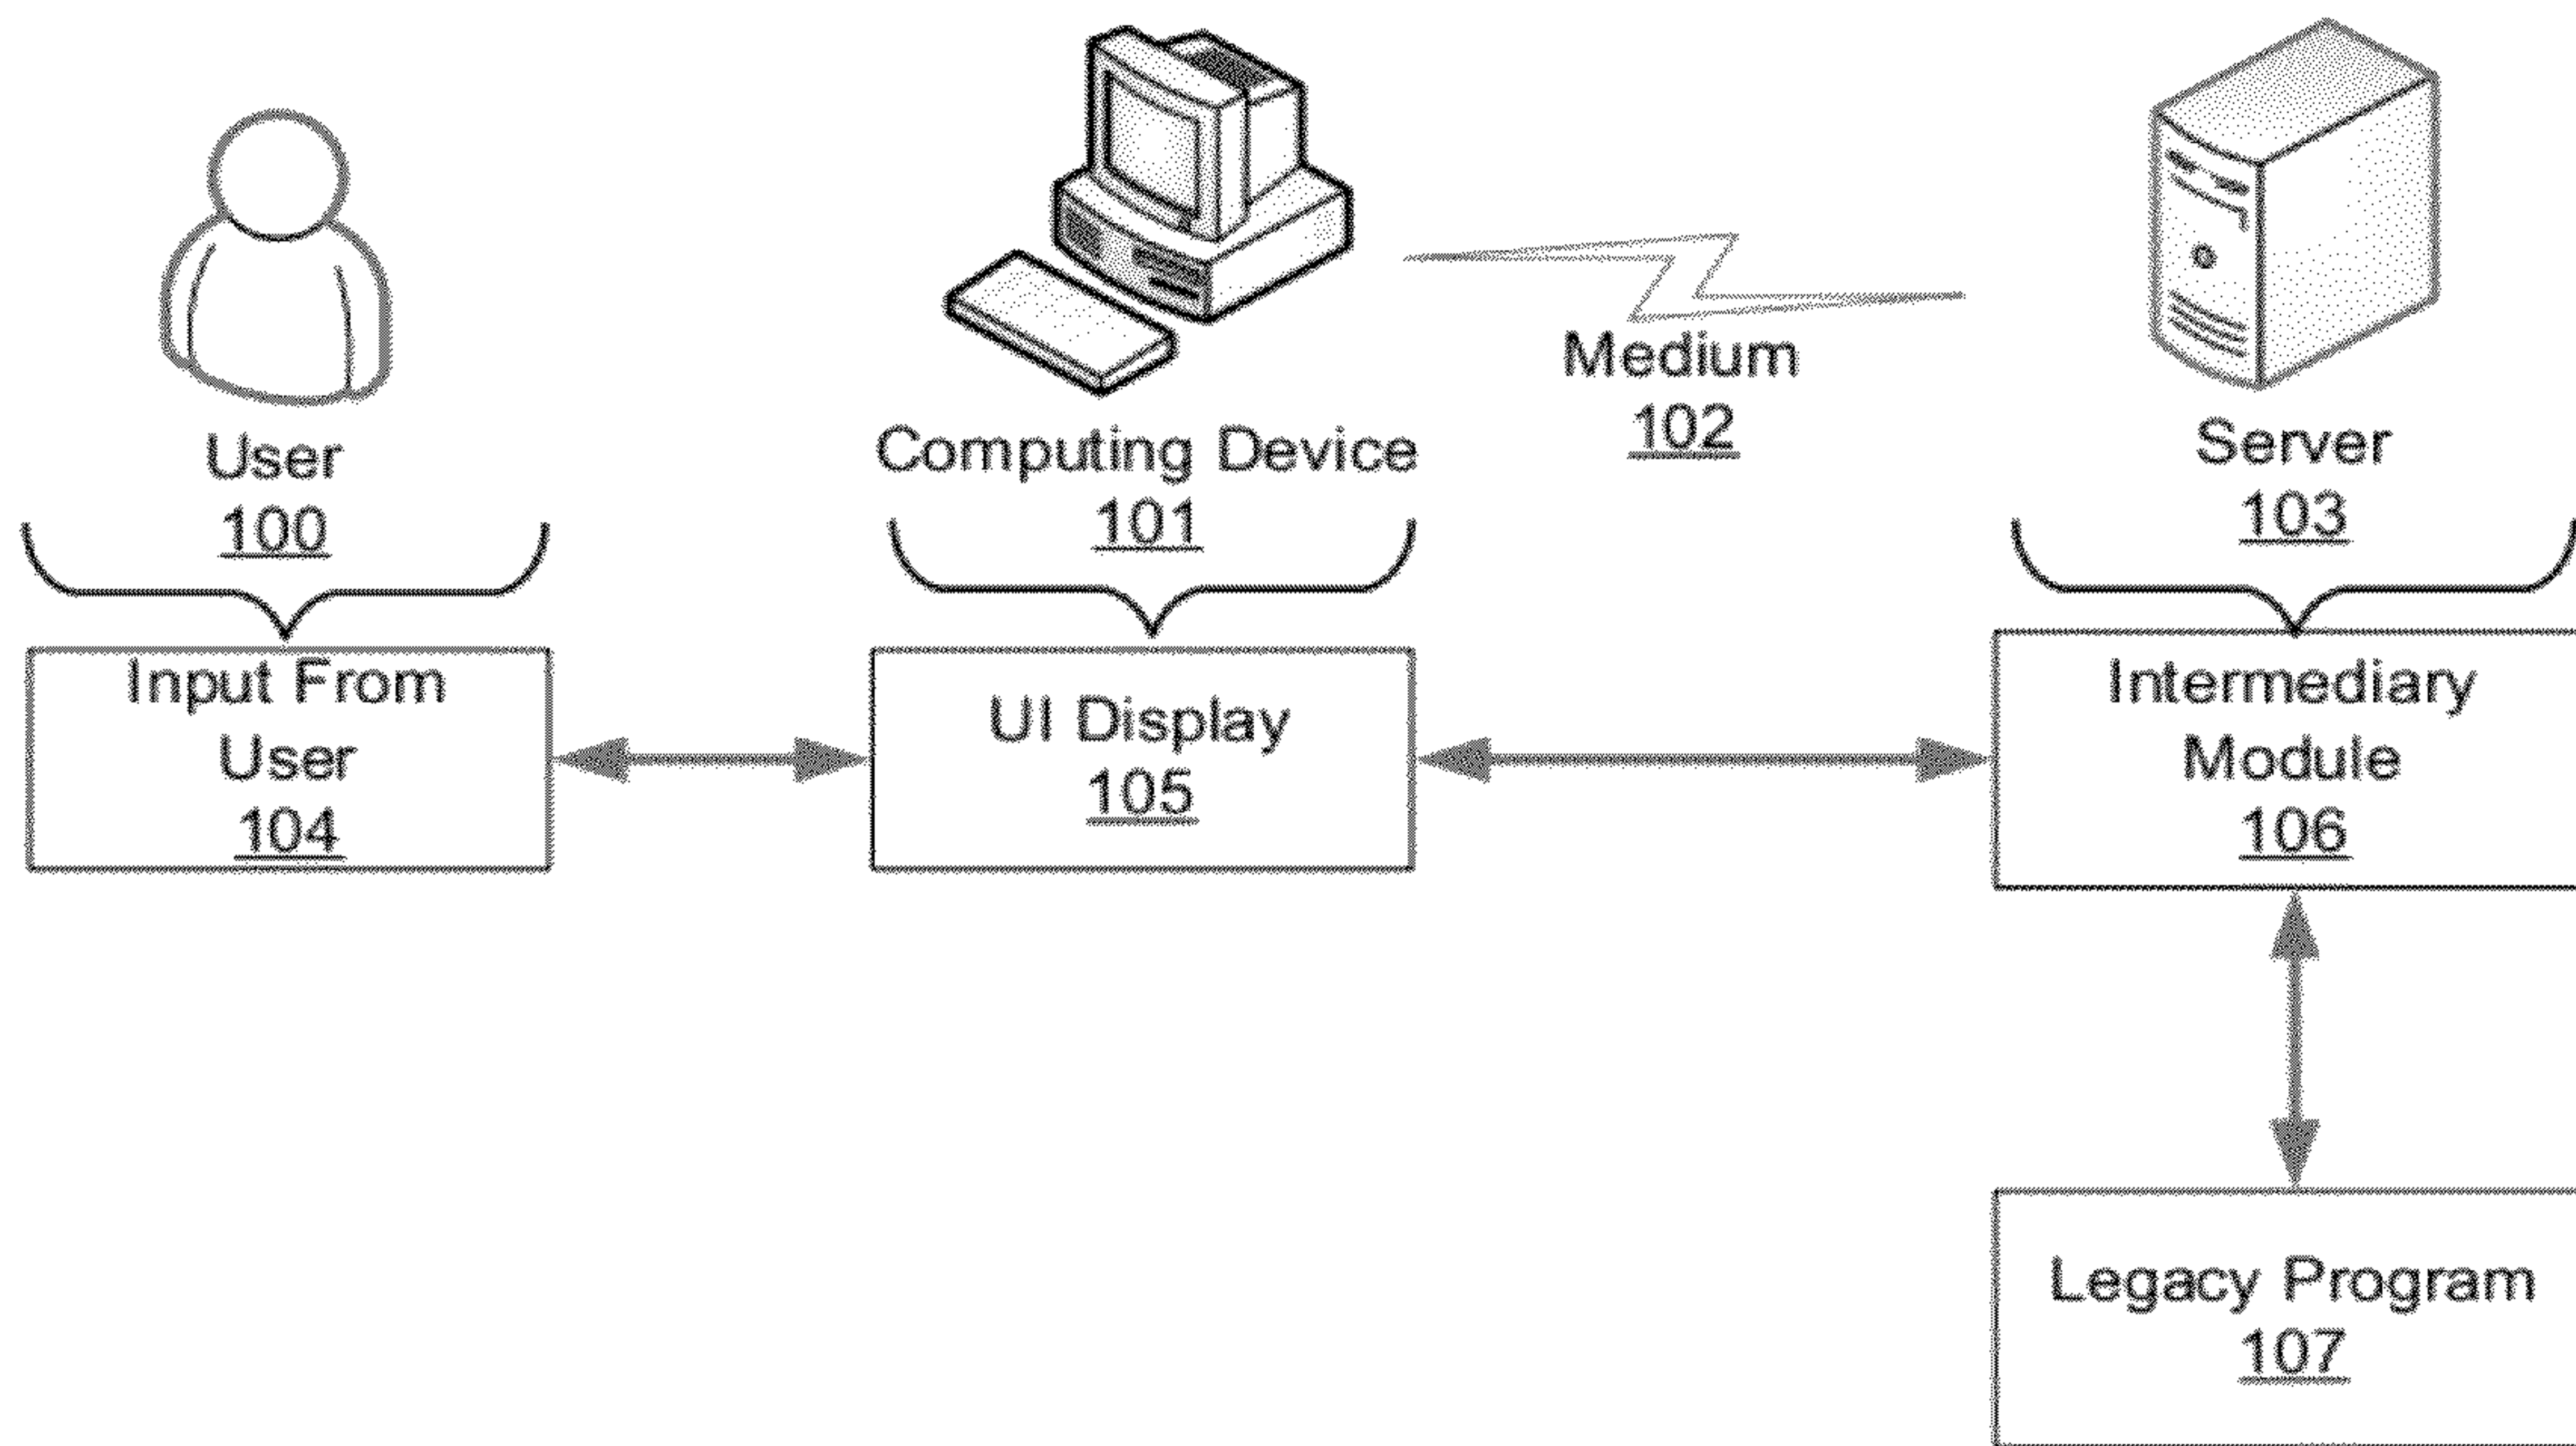 User
100
Computing Device
101
Medium
102
Server
103
Input From
User
104
UI Display
105
Intermediary
Module
106
Legacy Program
107